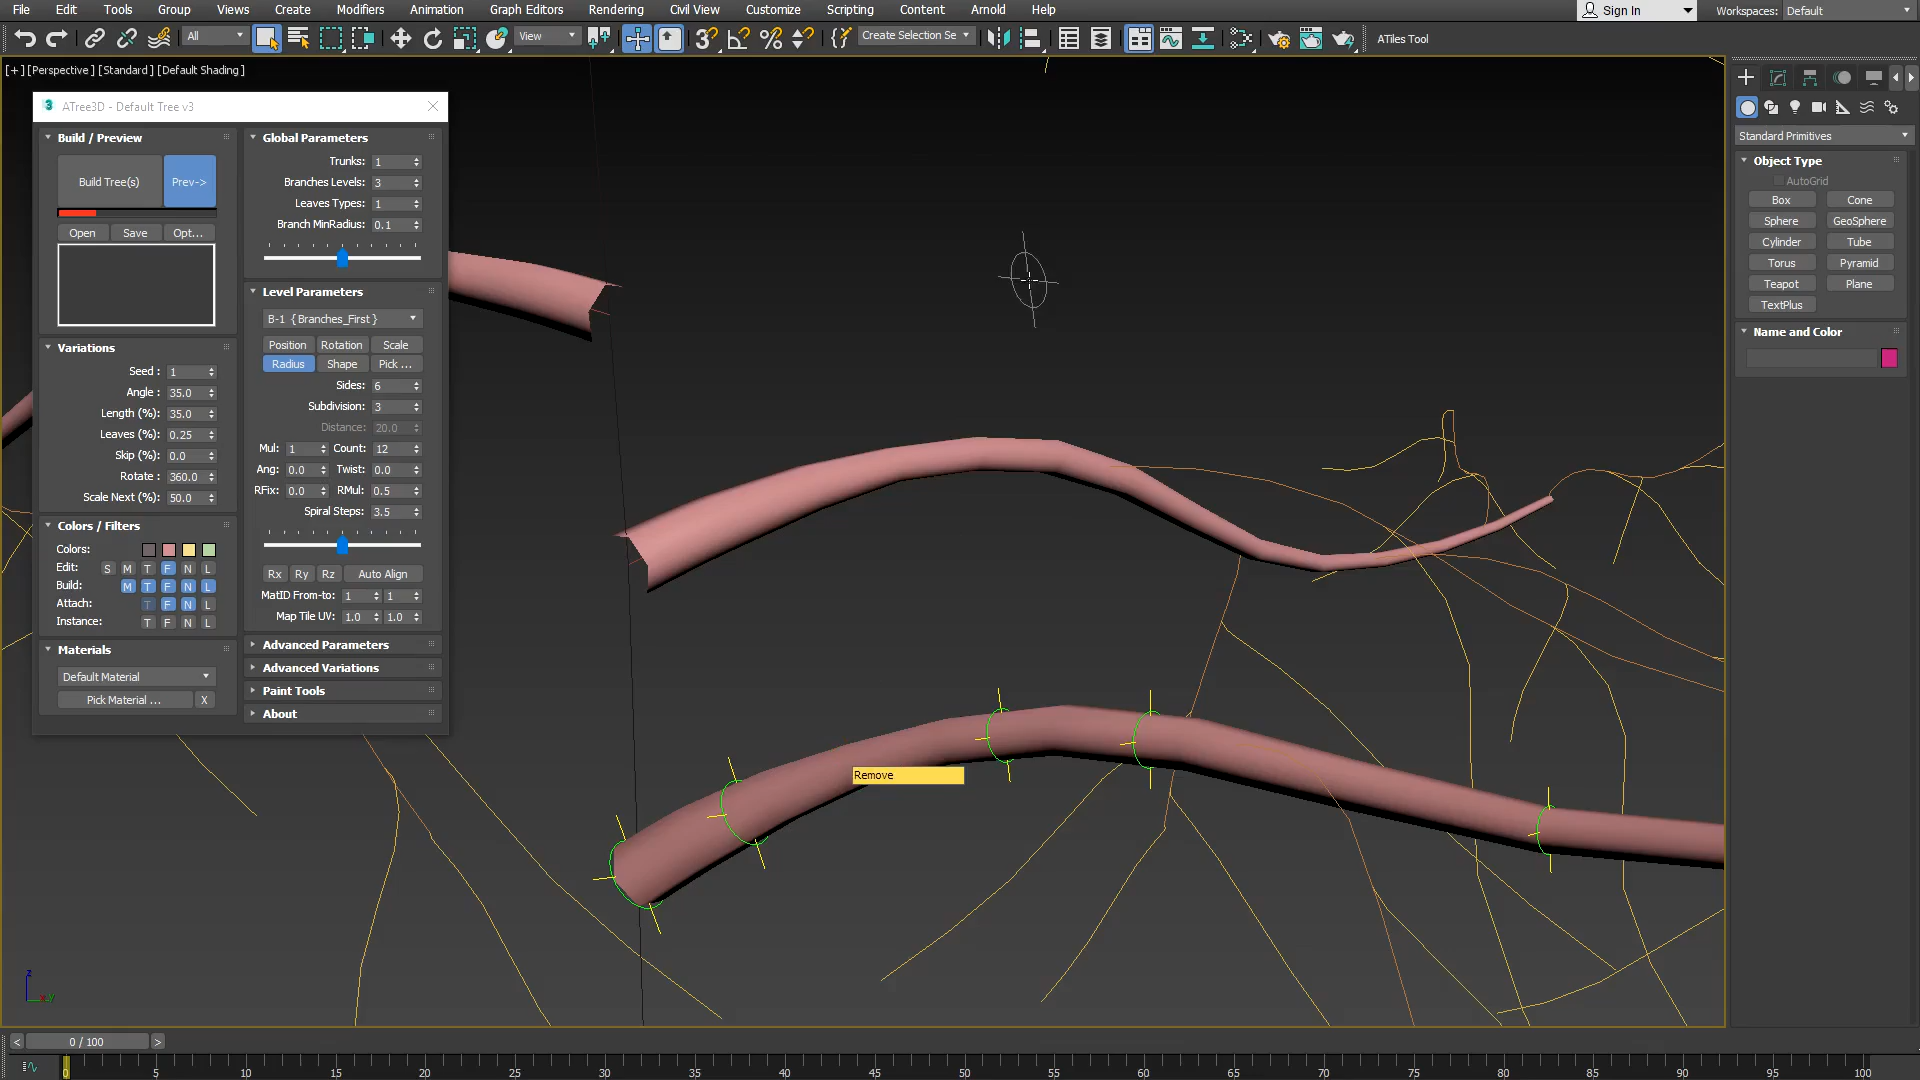 File Edit Tools Group Views Create Modifiers Animation Graph Editors Rendering Civil View Customize Scripting Content Arnold Help
Sign In Workspaces: Default
All View Create Selection Se ATiles Tool
[+] [Perspective] [Standard] [Default Shading]
3 ATree3D - Default Tree v3
Build / Preview
Build Tree(s) Prev->
Open Save Opt...
Variations
Seed : 1
Angle : 35.0
Length (%): 35.0
Leaves (%): 0.25
Skip (%): 0.0
Rotate : 360.0
Scale Next (%): 50.0
Colors / Filters
Colors:
Edit: S M T F N L
Build: M T F N L
Attach: T F N L
Instance: T F N L
Materials
Default Material
Pick Material ... X
Global Parameters
Trunks: 1
Branches Levels: 3
Leaves Types: 1
Branch MinRadius: 0.1
Level Parameters
B-1 {Branches_First}
Position Rotation Scale
Radius Shape Pick ...
Sides: 6
Subdivision: 3
Distance: 20.0
Mul: 1 Count: 12
Ang: 0.0 Twist: 0.0
RFix: 0.0 RMul: 0.5
Spiral Steps: 3.5
Rx Ry Rz Auto Align
MatID From-to: 1 1
Map Tile UV: 1.0 1.0
Advanced Parameters
Advanced Variations
Paint Tools
About
Remove
z
x y
Standard Primitives
Object Type
AutoGrid
Box Cone
Sphere GeoSphere
Cylinder Tube
Torus Pyramid
Teapot Plane
TextPlus
Name and Color
< 0 / 100 >
0 5 10 15 20 25 30 35 40 45 50 55 60 65 70 75 80 85 90 95 100